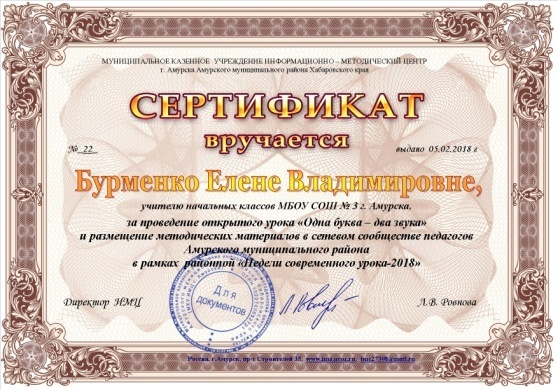 МУНИЦИПАЛЬНОЕ КАЗЕННОЕ УЧРЕЖДЕНИЕ ИНФОРМАЦИОННО – МЕТОДИЧЕСКИЙ ЦЕНТР
г. Амурска Амурского муниципального района Хабаровского края
СЕРТИФИКАТ
вручается
№ 22
выдано 05.02.2018 г
Бурменко Елене Владимировне,
учителю начальных классов МБОУ СОШ № 3 г. Амурска,
за проведение открытого урока «Одна буква – два звука»
и размещение методических материалов в сетевом сообществе педагогов
Амурского муниципального района
в рамках районной «Недели современного урока-2018»
Для
документов
Директор ИМЦ
Л.В. Ровнова
Россия, г.Амурск, пр-т Строителей 35,